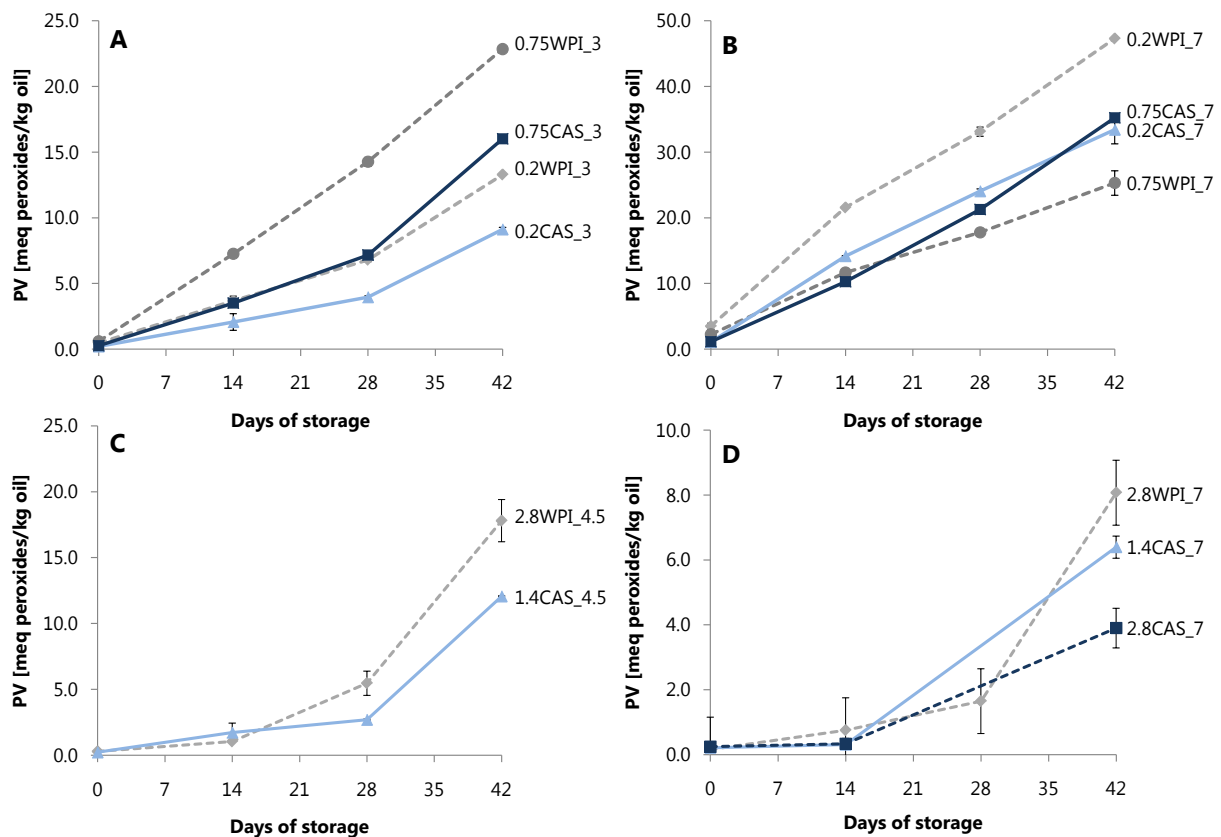 A
PV [meq peroxides/kg oil]
25.0
20.0
15.0
10.0
5.0
0.0
0 7 14 21 28 35 42
Days of storage
0.75WPI_3
0.75CAS_3
0.2WPI_3
0.2CAS_3
B
PV [meq peroxides/kg oil]
50.0
40.0
30.0
20.0
10.0
0.0
0 7 14 21 28 35 42
Days of storage
0.2WPI_7
0.75CAS_7
0.2CAS_7
0.75WPI_7
C
PV [meq peroxides/kg oil]
25.0
20.0
15.0
10.0
5.0
0.0
0 7 14 21 28 35 42
Days of storage
2.8WPI_4.5
1.4CAS_4.5
D
PV [meq peroxides/kg oil]
10.0
8.0
6.0
4.0
2.0
0.0
0 7 14 21 28 35 42
Days of storage
2.8WPI_7
1.4CAS_7
2.8CAS_7